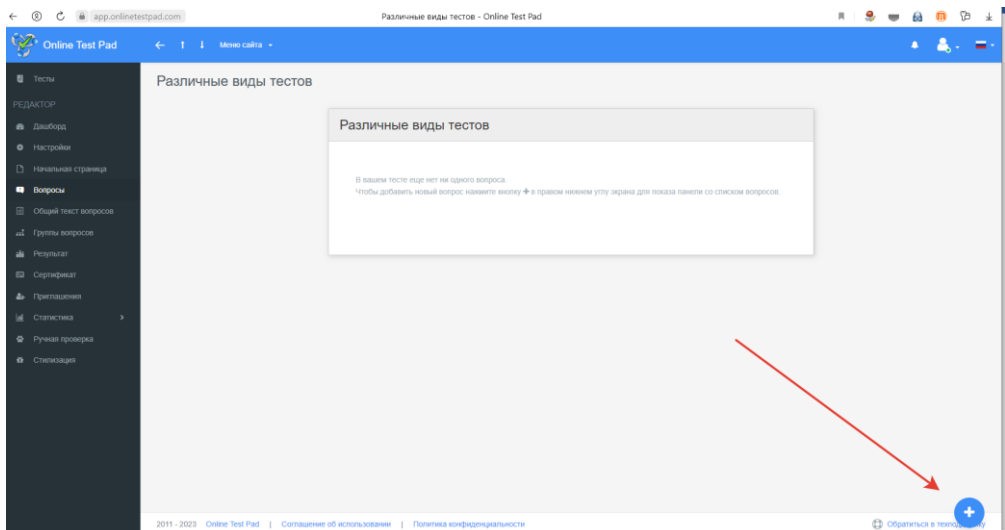 app.onlinetestpad.com
Различные виды тестов - Online Test Pad
Online Test Pad
Меню сайта
Тесты
РЕДАКТОР
Дашборд
Настройки
Начальная страница
Вопросы
Общий текст вопросов
Группы вопросов
Результат
Сертификат
Приглашения
Статистика
Ручная проверка
Стилизация
Различные виды тестов
Различные виды тестов
В вашем тесте еще нет ни одного вопроса.
Чтобы добавить новый вопрос нажмите кнопку + в правом нижнем углу экрана для показа панели со списком вопросов.
2011 - 2023 Online Test Pad | Соглашение об использовании | Политика конфиденциальности
Обратиться в